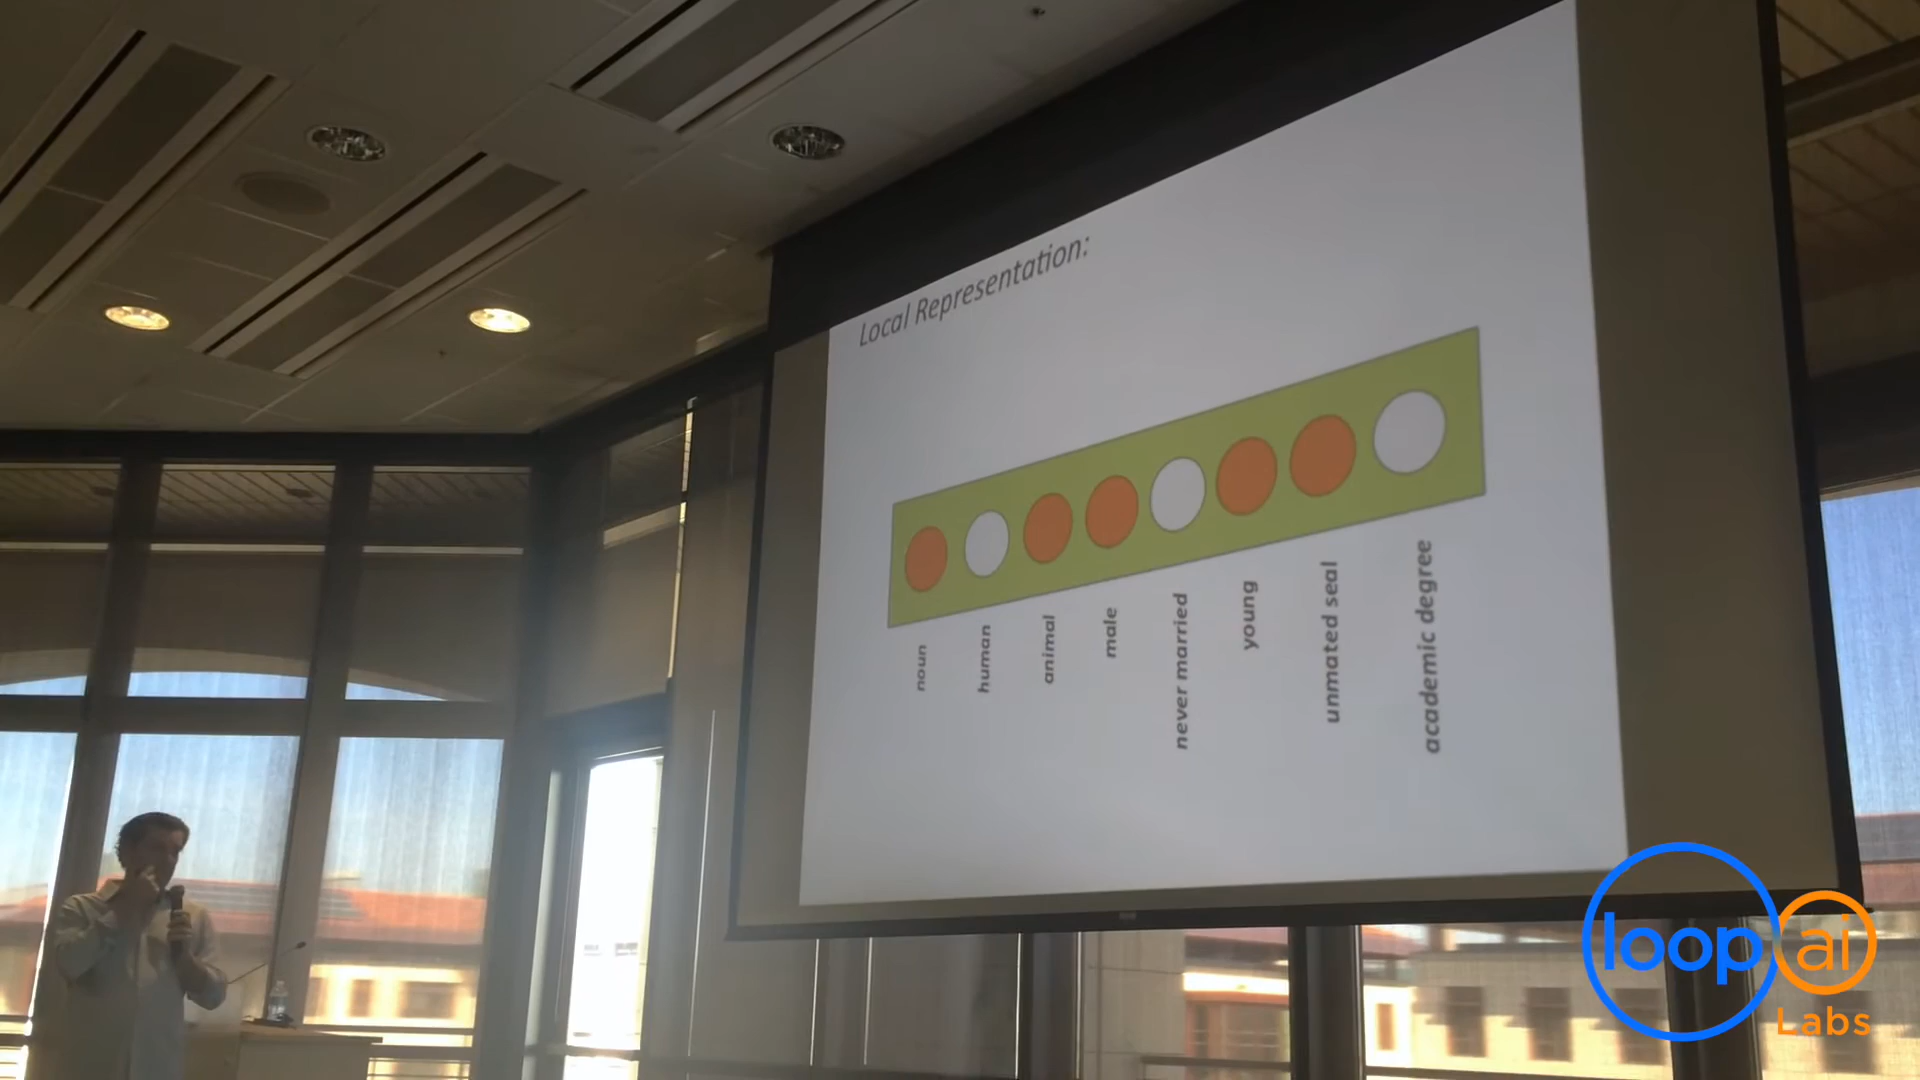 Local Representation:
noun
human
animal
male
never married
young
unmated seal
academic degree
loop ai
Labs